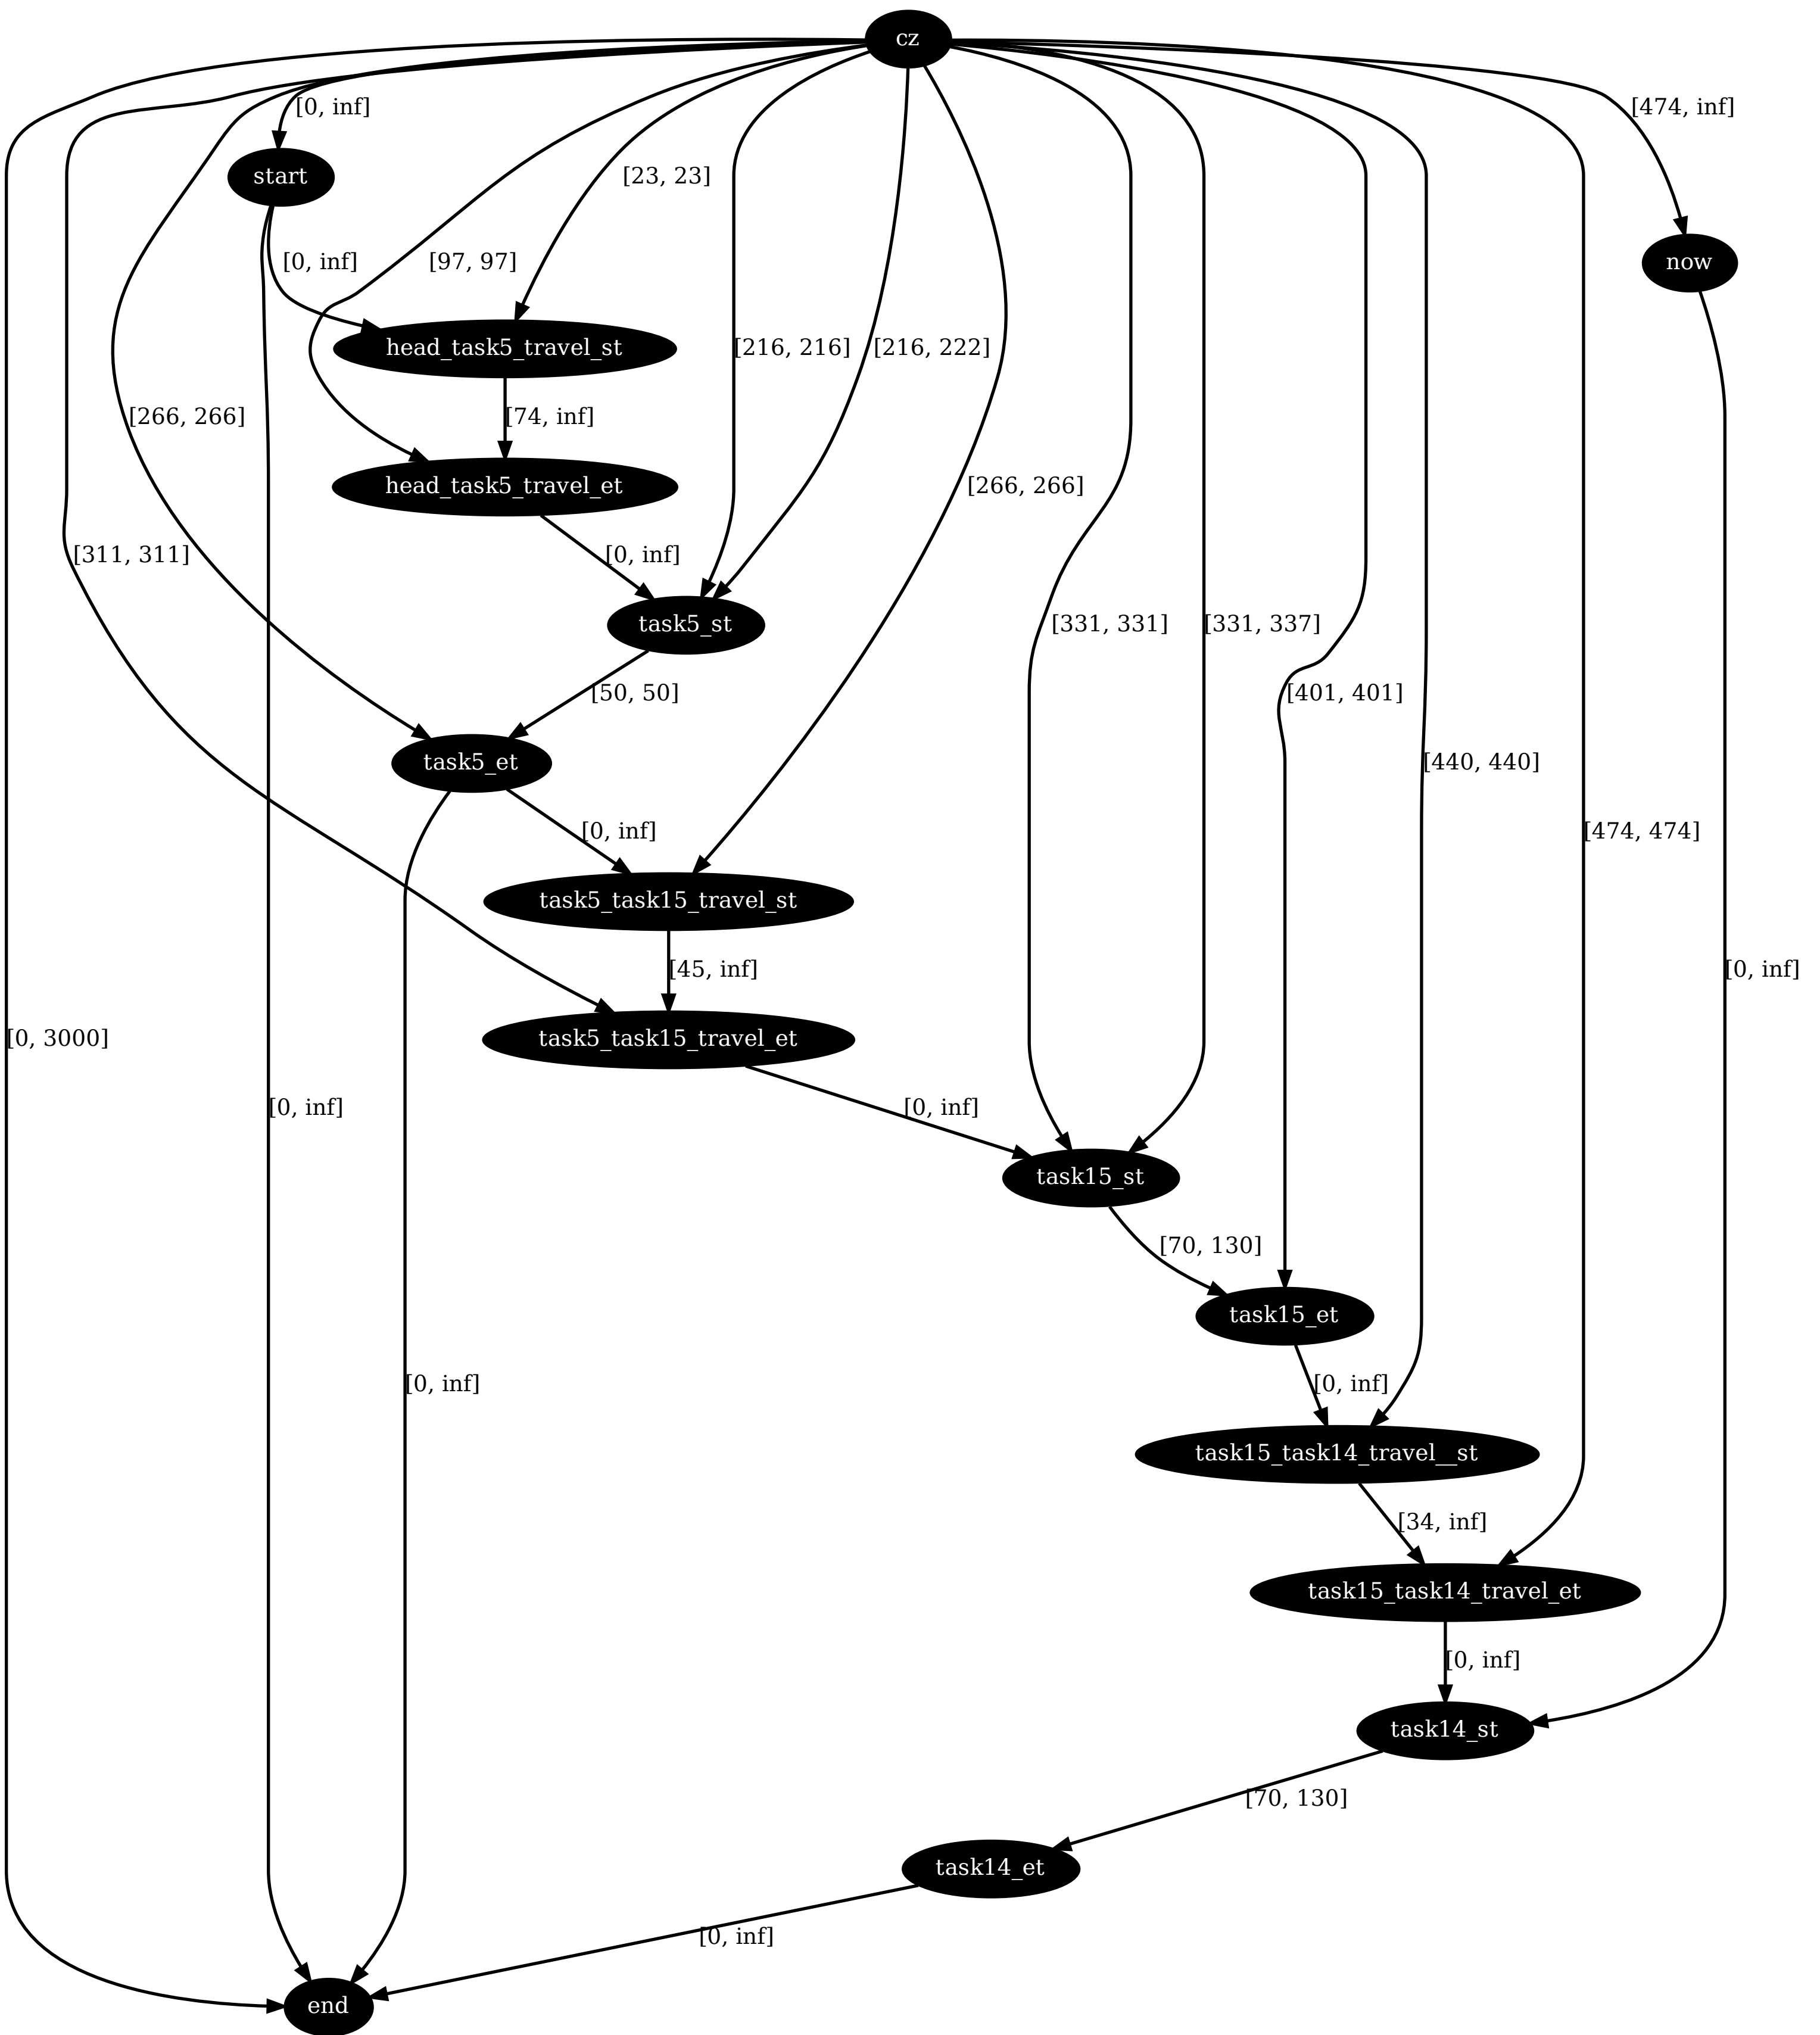 cz
[0, inf]
[474, inf]
start
[23, 23]
now
[0, inf]
[97, 97]
head_task5_travel_st
[216, 216]
[216, 222]
[266, 266]
[74, inf]
head_task5_travel_et
[266, 266]
[311, 311]
[0, inf]
task5_st
[331, 331]
[331, 337]
[50, 50]
[401, 401]
task5_et
[440, 440]
[0, inf]
[474, 474]
task5_task15_travel_st
[45, inf]
[0, inf]
[0, 3000]
task5_task15_travel_et
[0, inf]
[0, inf]
task15_st
[70, 130]
task15_et
[0, inf]
[0, inf]
task15_task14_travel__st
[34, inf]
task15_task14_travel_et
[0, inf]
task14_st
[70, 130]
task14_et
[0, inf]
end